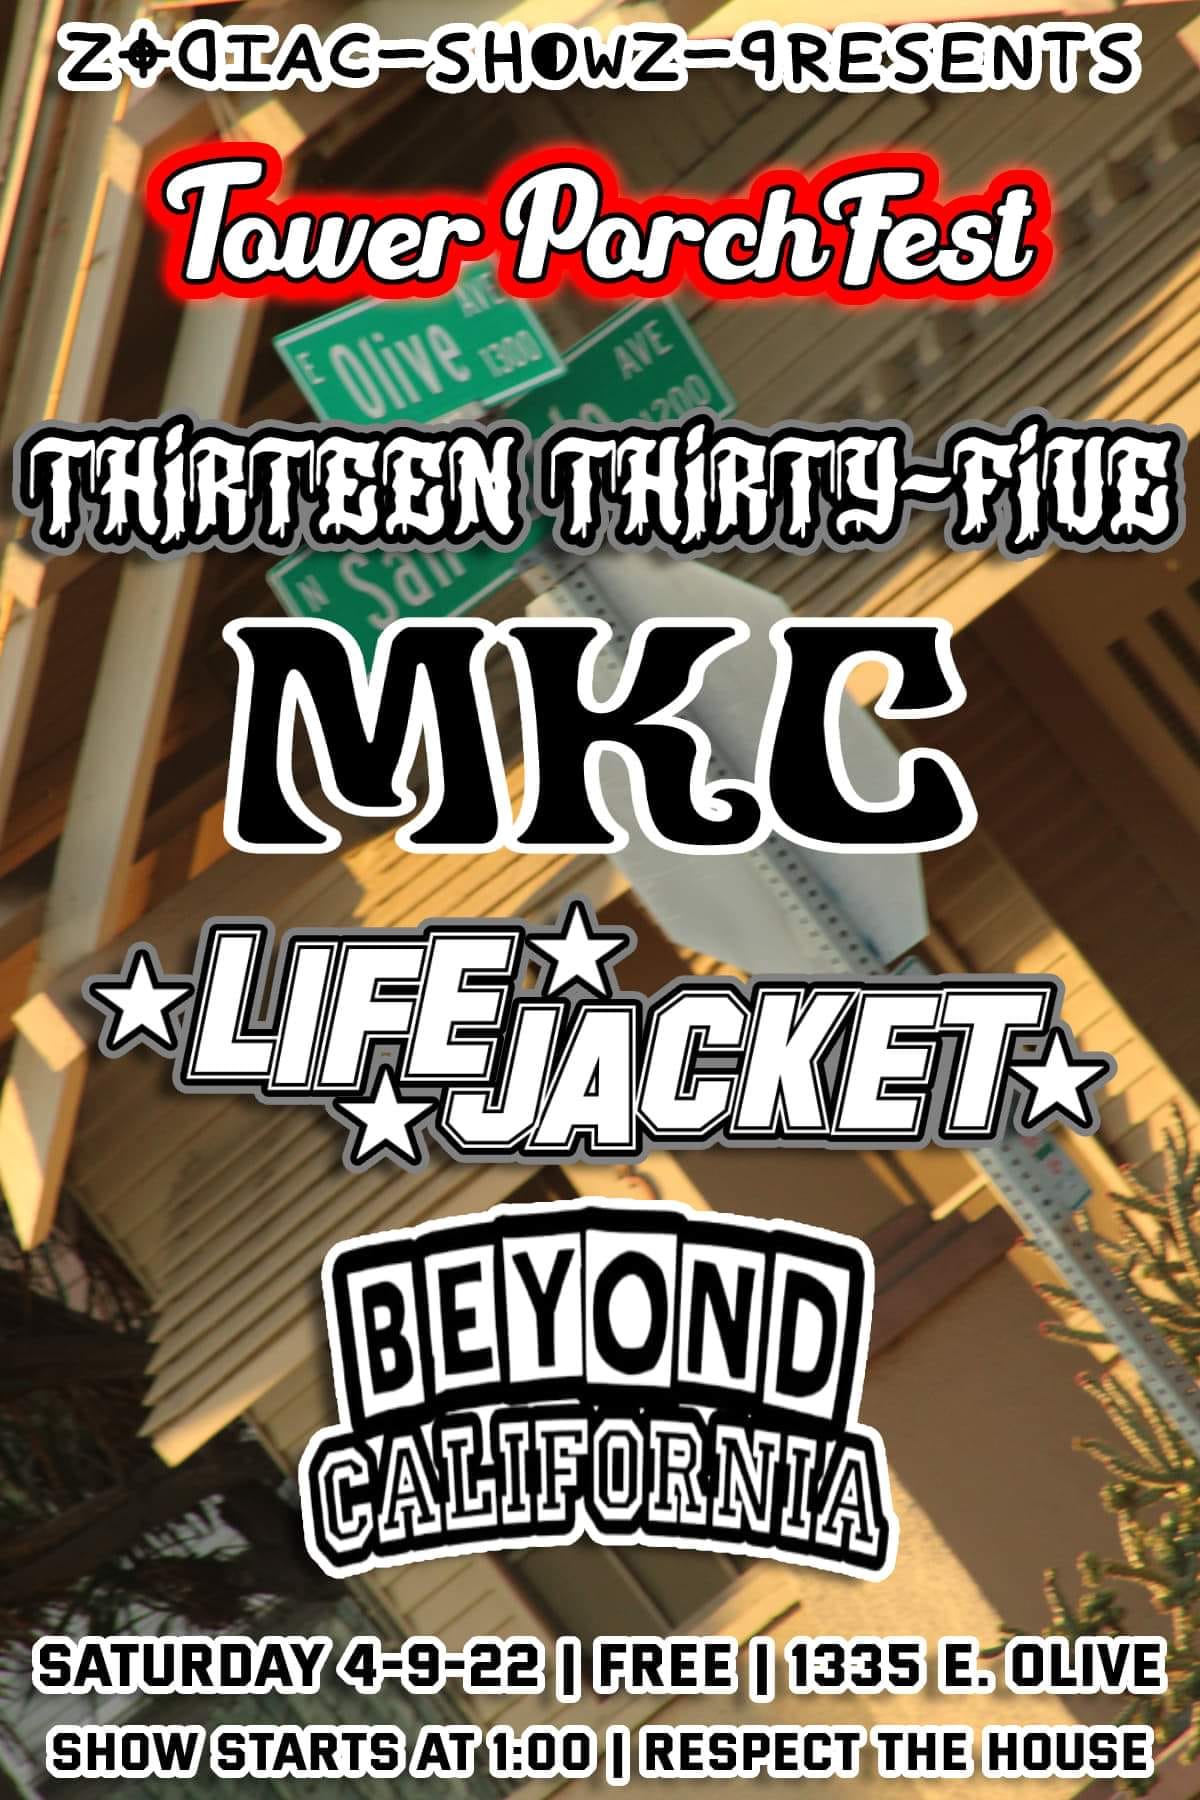 ZODIAC-SHOWZ-PRESENTS
Tower PorchFest
E Olive AVE 1300
AVE 1200
THiRTEEN THiRTY-FiVE
N San
MKC
LIFE
JACKET
BEYOND
CALIFORNIA
SATURDAY 4-9-22 | FREE | 1335 E. OLIVE
SHOW STARTS AT 1:00 | RESPECT THE HOUSE